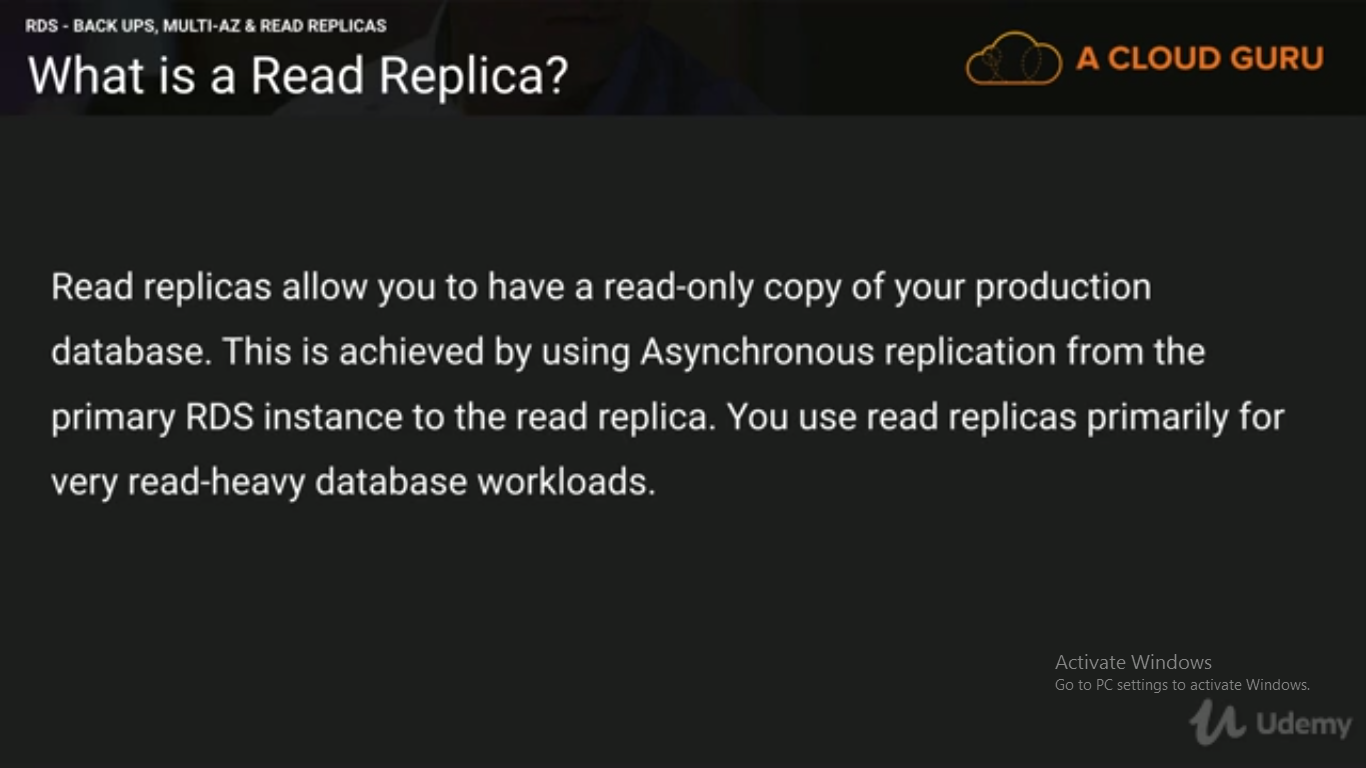 RDS - BACK UPS, MULTI-AZ & READ REPLICAS
What is a Read Replica?
A CLOUD GURU
Read replicas allow you to have a read-only copy of your production
database. This is achieved by using Asynchronous replication from the
primary RDS instance to the read replica. You use read replicas primarily for
very read-heavy database workloads.
Activate Windows
Go to PC settings to activate Windows.
Udemy